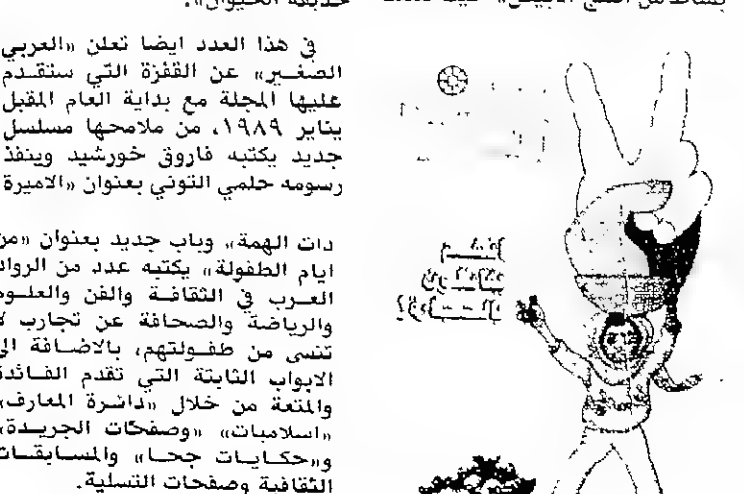 حديقة الحيوان».
في هذا العدد ايضا تعلن «العربي
الصغير» عن القفزة التي ستقدم
عليها المجلة مع بداية العام المقبل
يناير ١٩٨٩، من ملامحها مسلسل
جديد يكتبه فاروق خورشيد وينفذ
رسومه حلمي التوني بعنوان «الاميرة
ذات الهمة» وباب جديد بعنوان «من
ايام الطفولة» يكتبه عدد من الرواد
العرب في الثقافة والفن والعلوم
والرياضة والصحافة عن تجارب لا
تنسى من طفولتهم، بالاضافة الى
الابواب الثابتة التي تقدم الفائدة
والمتعة من خلال «دائرة المعارف»
«اسلاميات» «وصفحات الجريدة»
و«حكايات جحا» والمسابقات
الثقافية وصفحات التسلية.